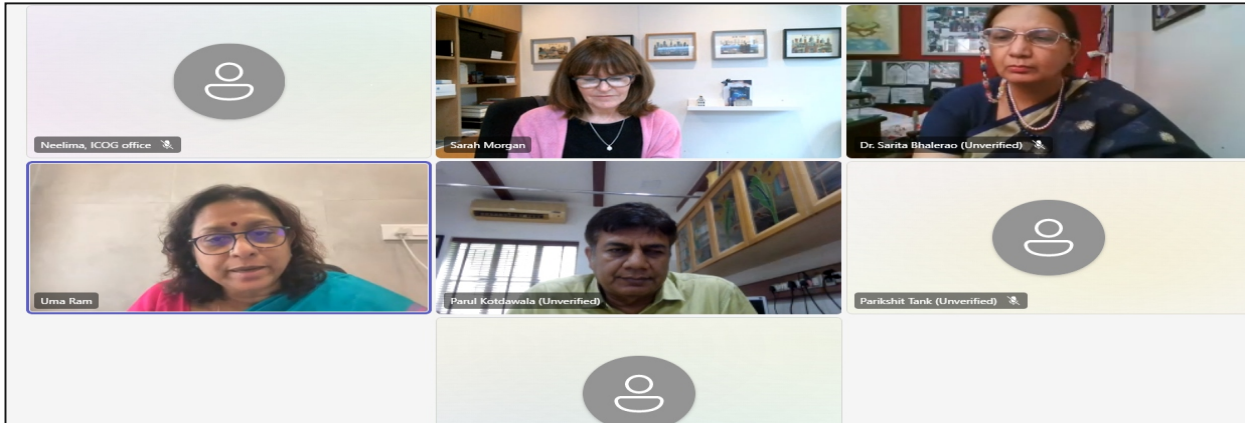 Neelima, ICOG office
Sarah Morgan
Dr. Sarita Bhalerao (Unverified)
Uma Ram
Parul Kotdawala (Unverified)
Parikshit Tank (Unverified)